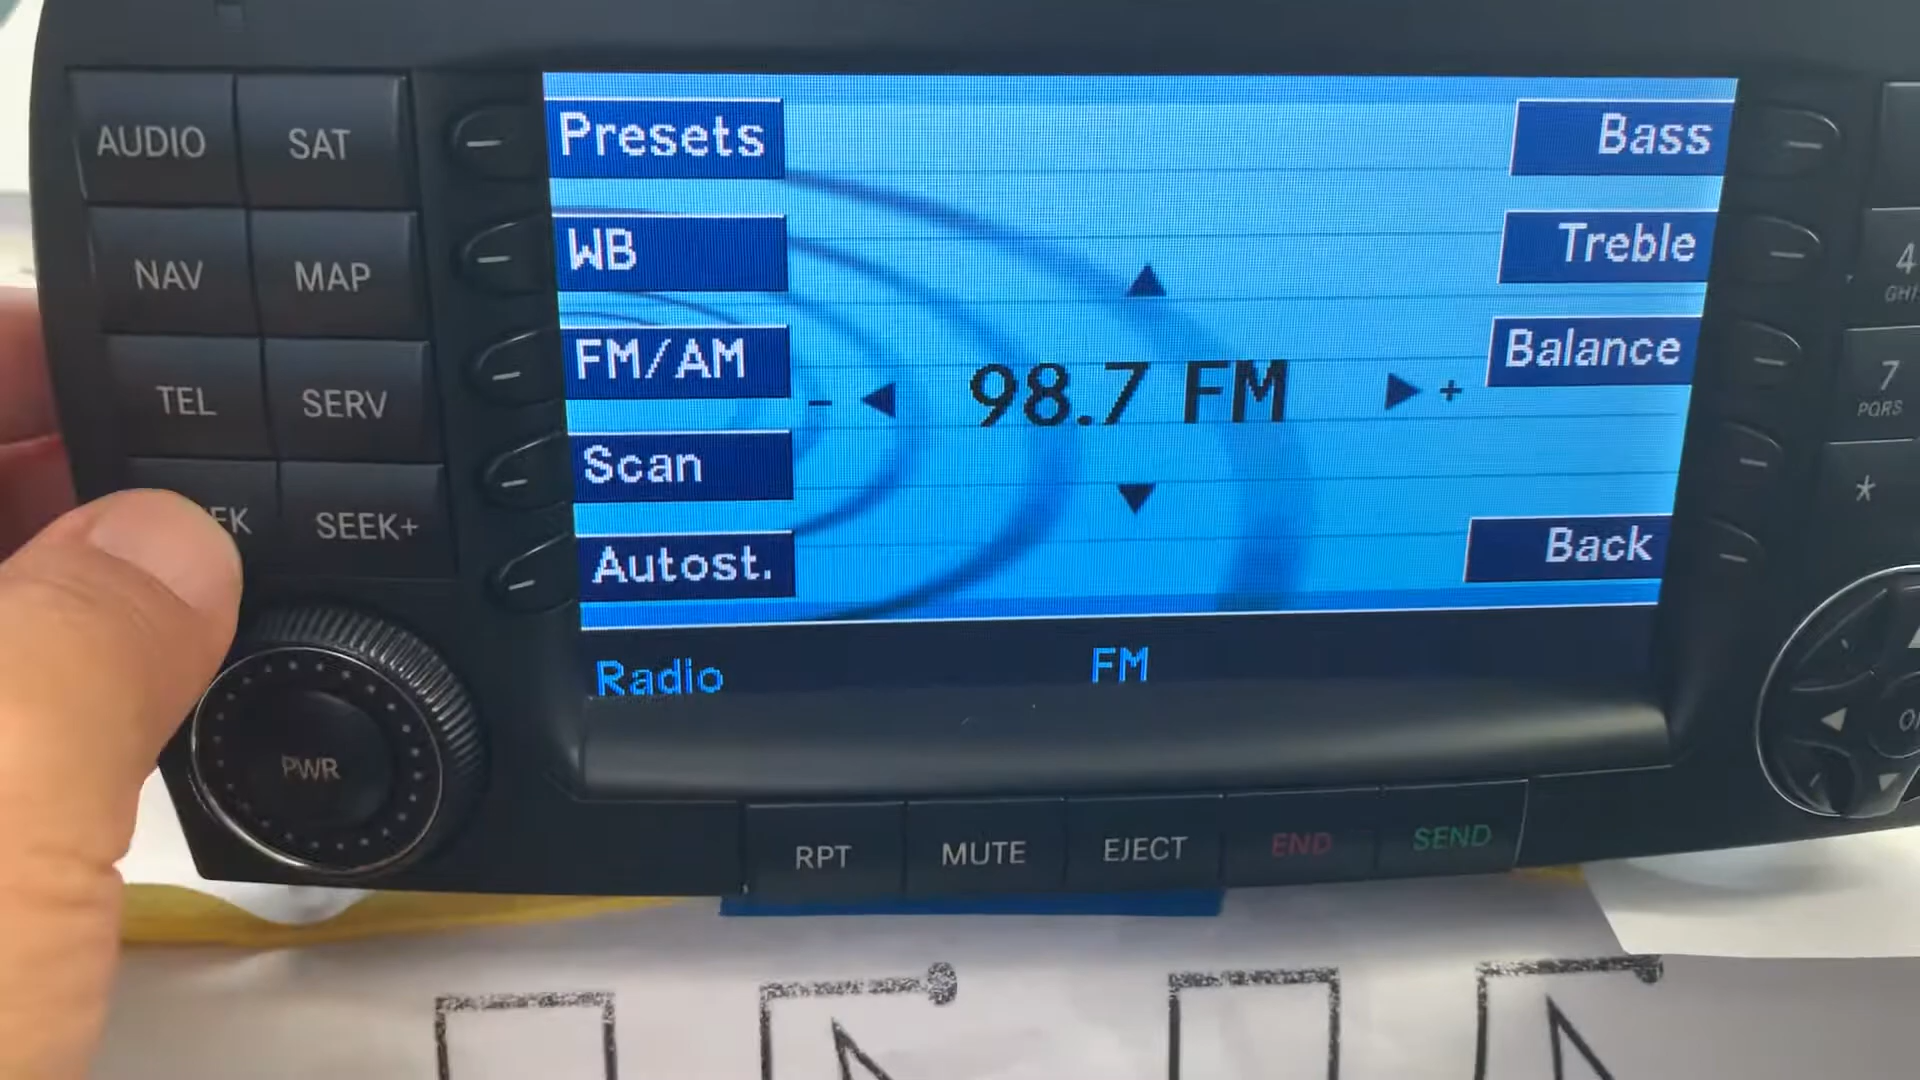 AUDIO SAT
NAV MAP
TEL SERV
SEEK+
PWR
Presets
WB
FM/AM
Scan
Autost.
Bass
Treble
Balance
Back
- 98.7 FM +
Radio FM
RPT MUTE EJECT END SEND
4
GHI
7
PQRS
*